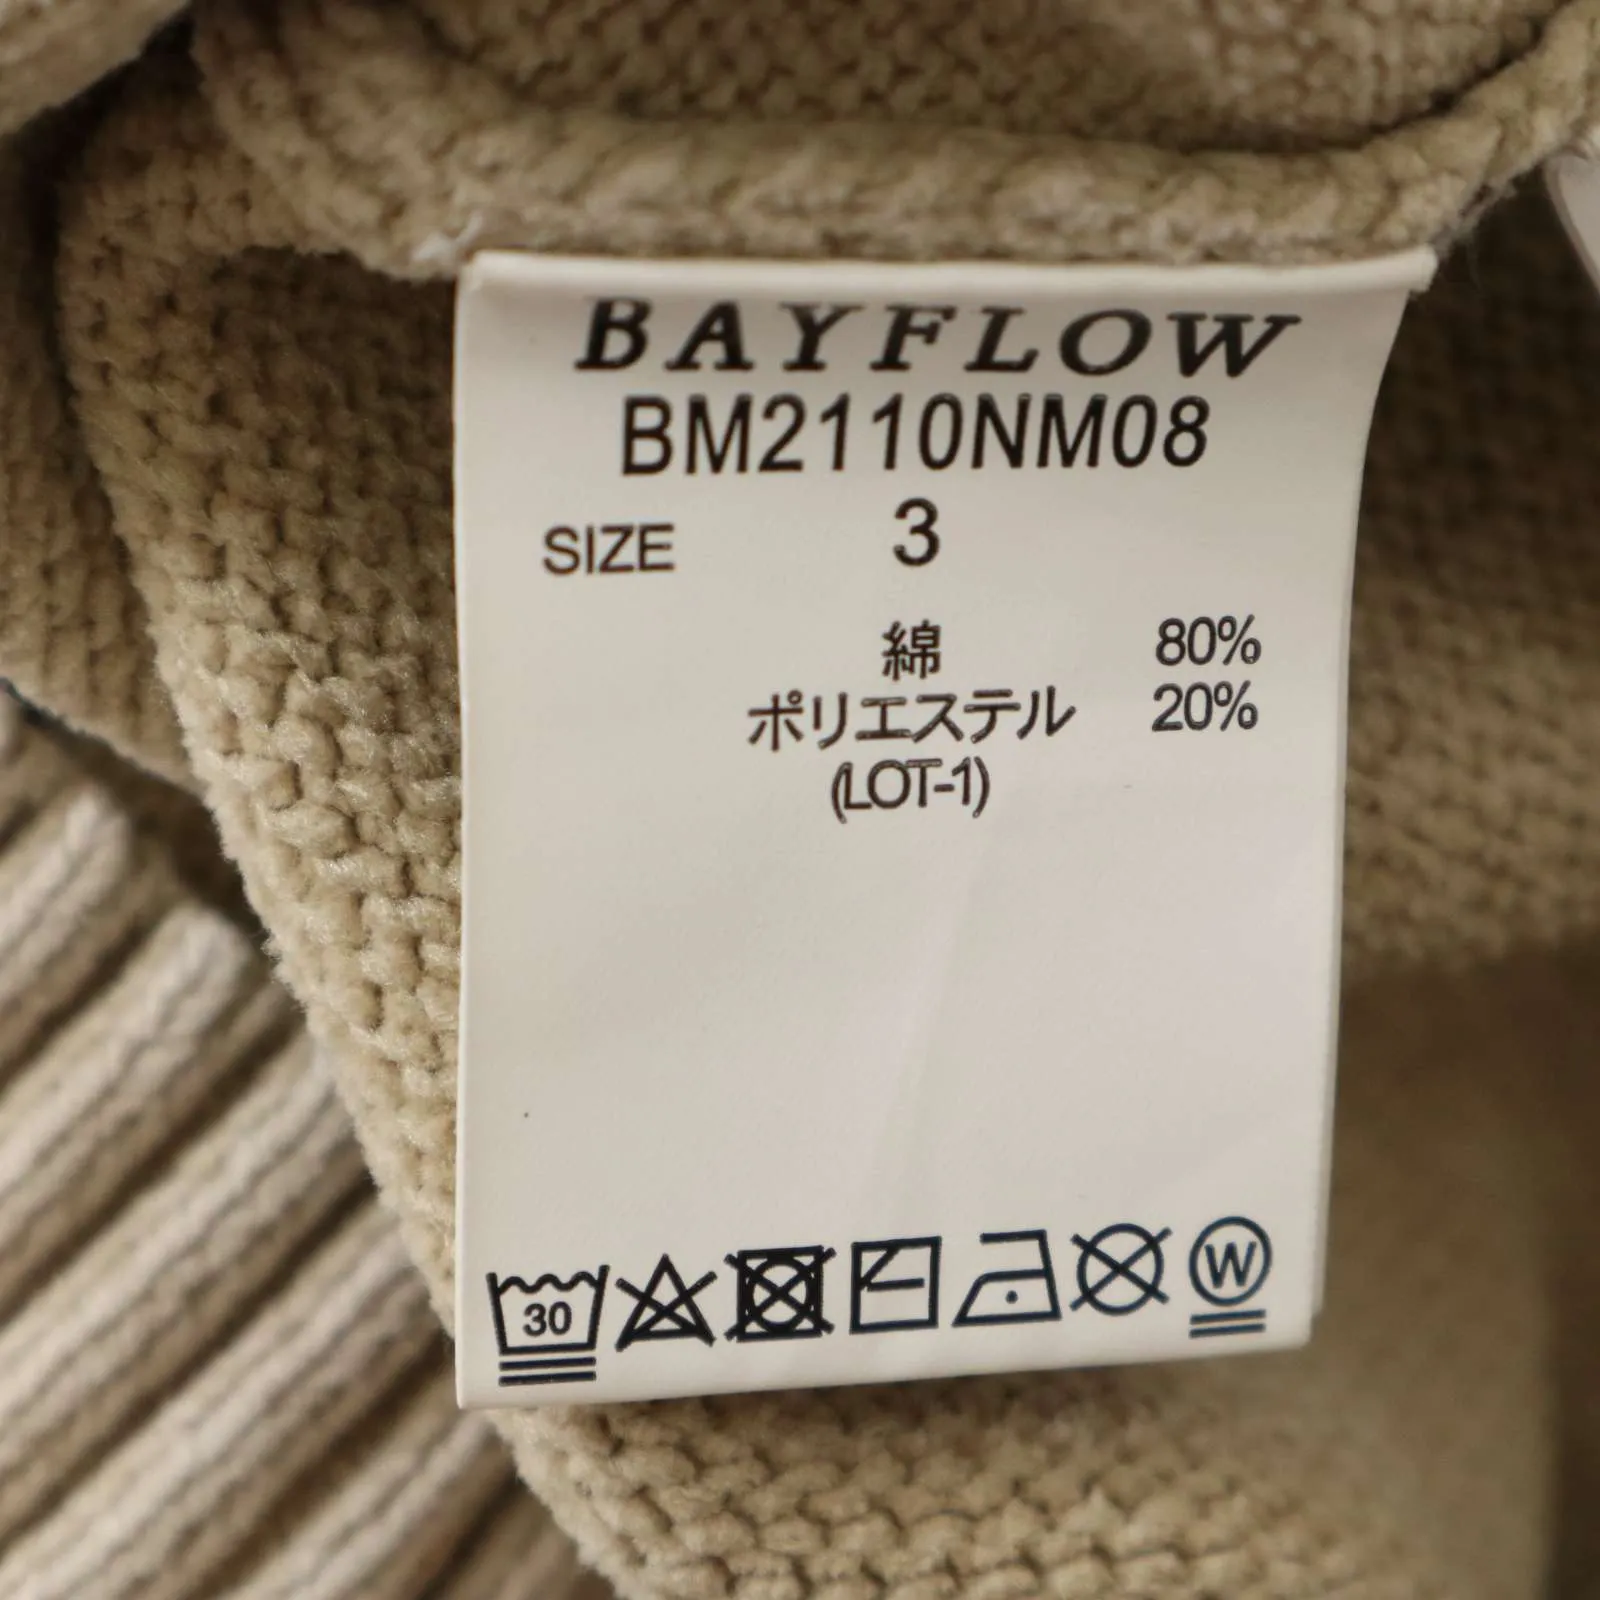 BAYFLOW
BM2110NM08
SIZE 3
綿 80%
ポリエステル 20%
(LOT-1)
30 W